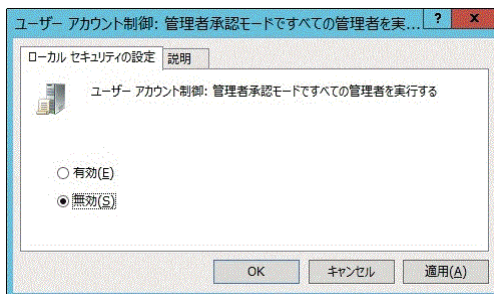 ユーザー アカウント制御: 管理者承認モードですべての管理者を実... ? x
ローカル セキュリティの設定 説明
ユーザー アカウント制御: 管理者承認モードですべての管理者を実行する
有効(E)
無効(S)
OK キャンセル 適用(A)